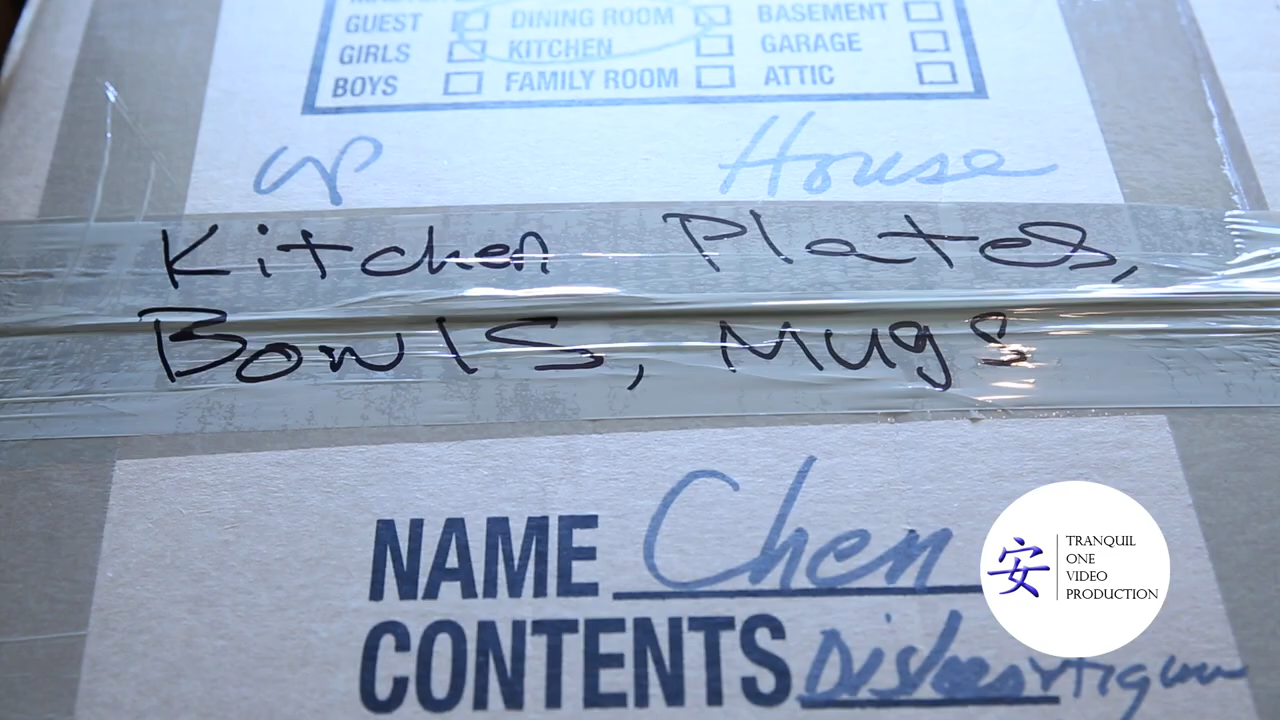 GUEST DINING ROOM BASEMENT
GIRLS KITCHEN GARAGE
BOYS FAMILY ROOM ATTIC
House
Kitchen Plates,
Bowls, Mugs
NAME Chen
CONTENTS Dishes
安
TRANQUIL
ONE
VIDEO
PRODUCTION